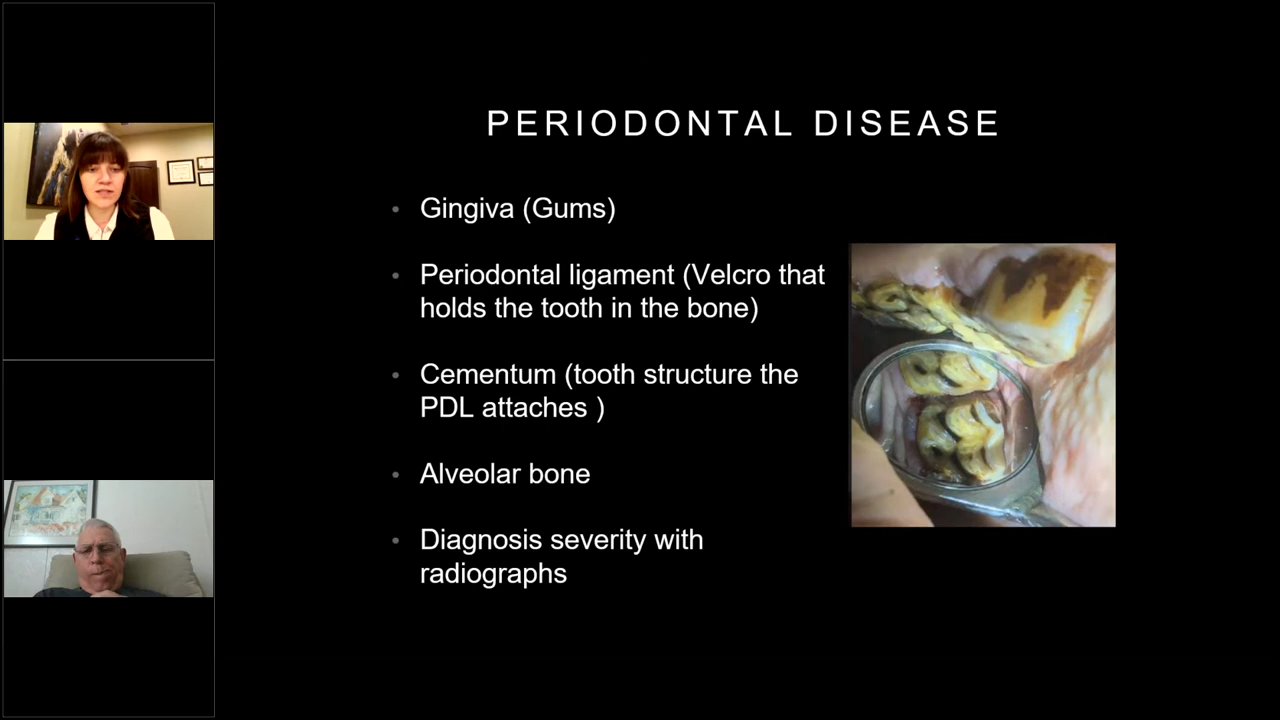 PERIODONTAL DISEASE
• Gingiva (Gums)
• Periodontal ligament (Velcro that
holds the tooth in the bone)
• Cementum (tooth structure the
PDL attaches )
• Alveolar bone
• Diagnosis severity with
radiographs